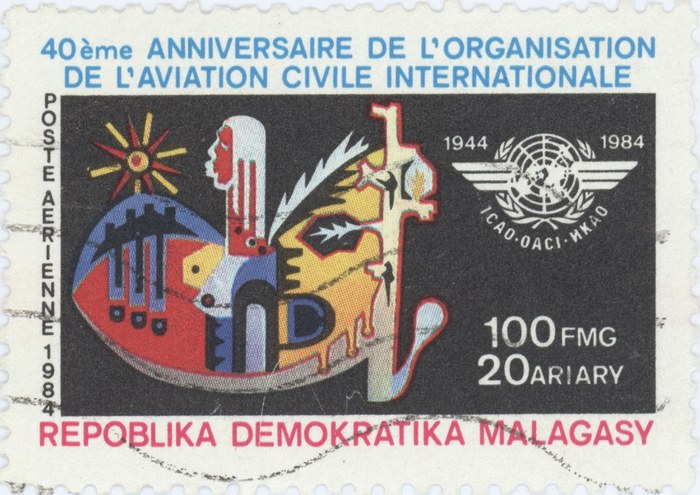 40ème ANNIVERSAIRE DE L'ORGANISATION
DE L'AVIATION CIVILE INTERNATIONALE
POSTE AERIENNE 1984
1944 1984
ICAO·OACI·ИКАО
100 FMG
20 ARIARY
REPOBLIKA DEMOKRATIKA MALAGASY